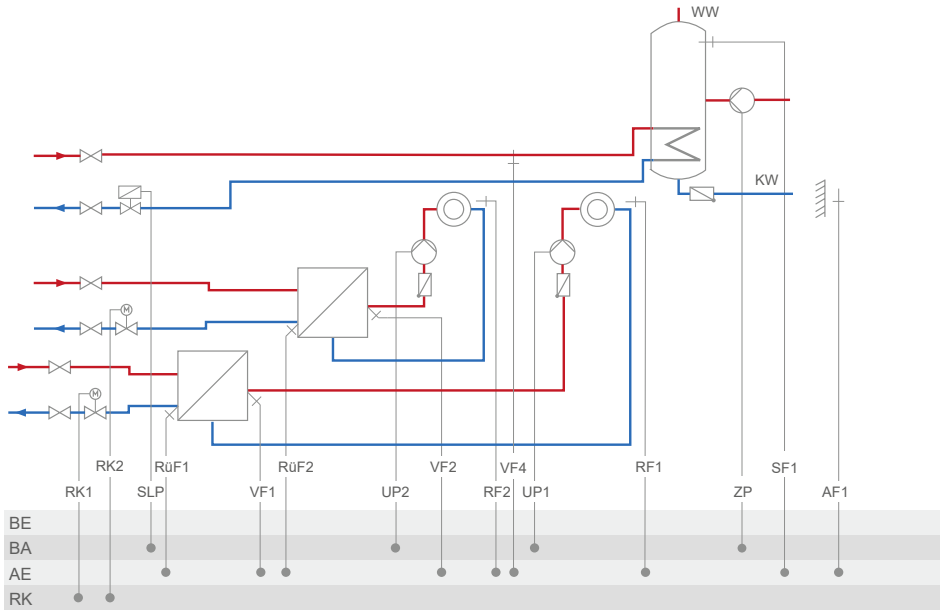 WW
KW
M
M
RK2 RüF1 RüF2 VF2 VF4 RF1 SF1
RK1 SLP VF1 UP2 RF2 UP1 ZP AF1
BE
BA
AE
RK